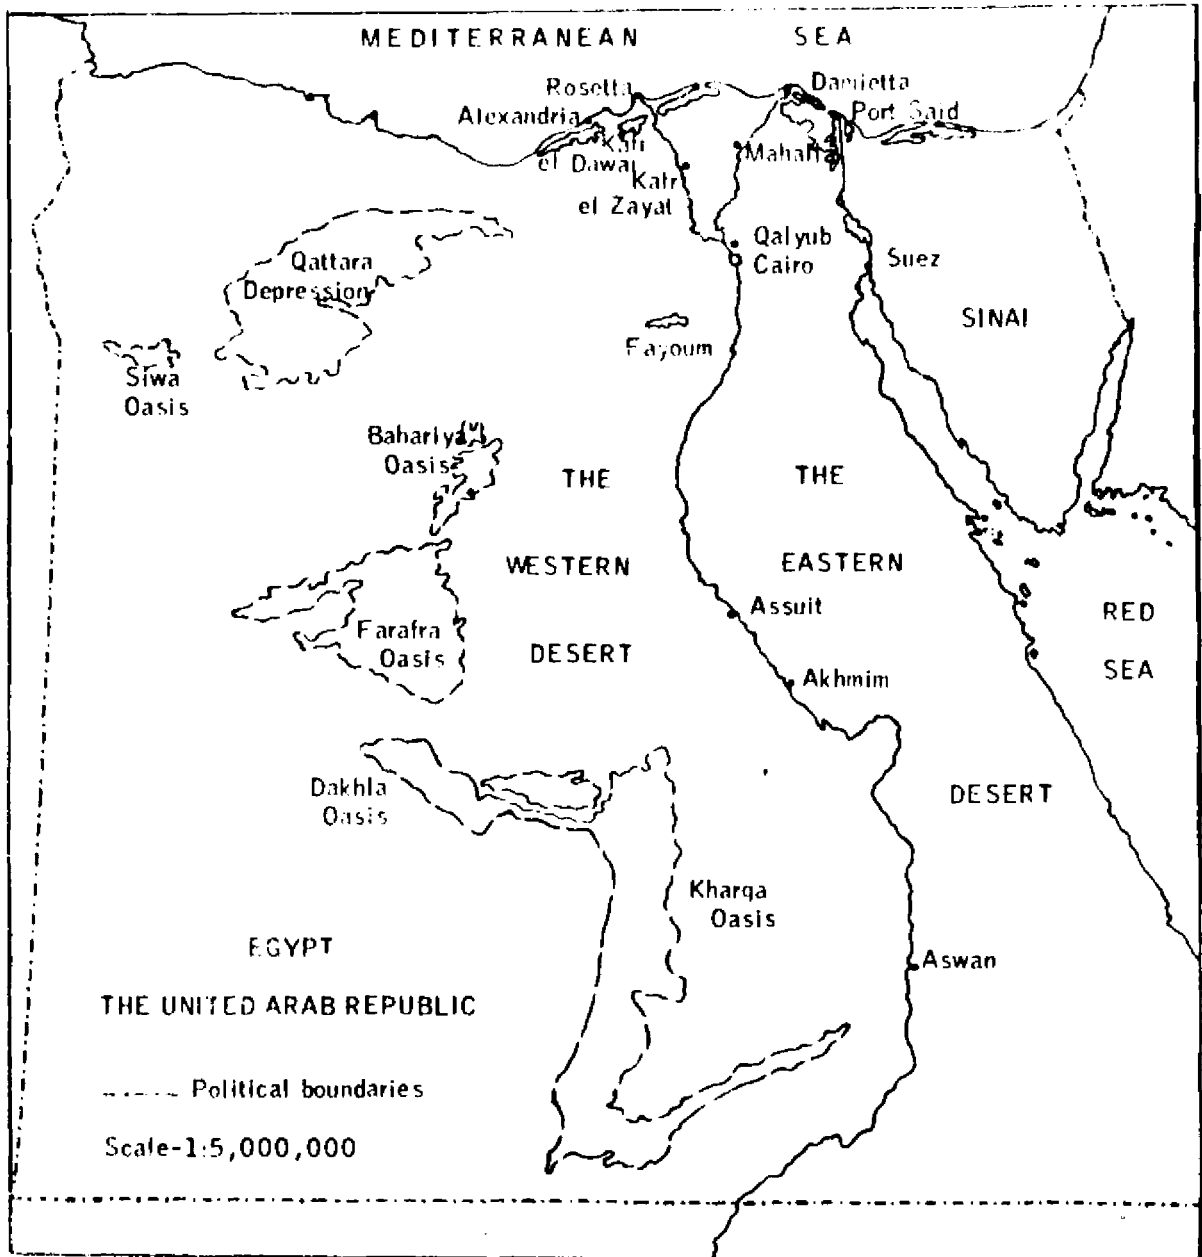 MEDITERRANEAN SEA
Rosetta
Damietta
Alexandria
Port Said
Kafr
el Dawar
Mahalla
Kafr
el Zayat
Qattara
Depression
Qalyub
Cairo
Suez
SINAI
Fayoum
Siwa
Oasis
Bahariya
Oasis
THE
WESTERN
DESERT
THE
EASTERN
DESERT
Assuit
RED
SEA
Farafra
Oasis
Akhmim
Dakhla
Oasis
Kharga
Oasis
Aswan
EGYPT
THE UNITED ARAB REPUBLIC
Political boundaries
Scale-1:5,000,000